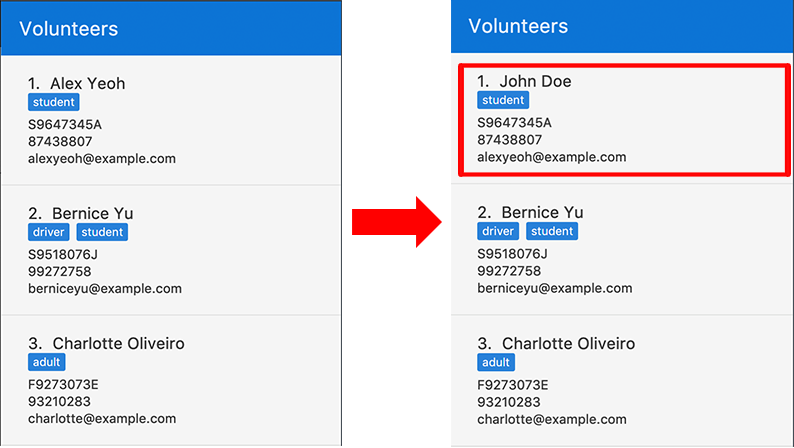 Volunteers
1. Alex Yeoh
student
S9647345A
87438807
alexyeoh@example.com
2. Bernice Yu
driver student
S9518076J
99272758
berniceyu@example.com
3. Charlotte Oliveiro
adult
F9273073E
93210283
charlotte@example.com
Volunteers
1. John Doe
student
S9647345A
87438807
alexyeoh@example.com
2. Bernice Yu
driver student
S9518076J
99272758
berniceyu@example.com
3. Charlotte Oliveiro
adult
F9273073E
93210283
charlotte@example.com